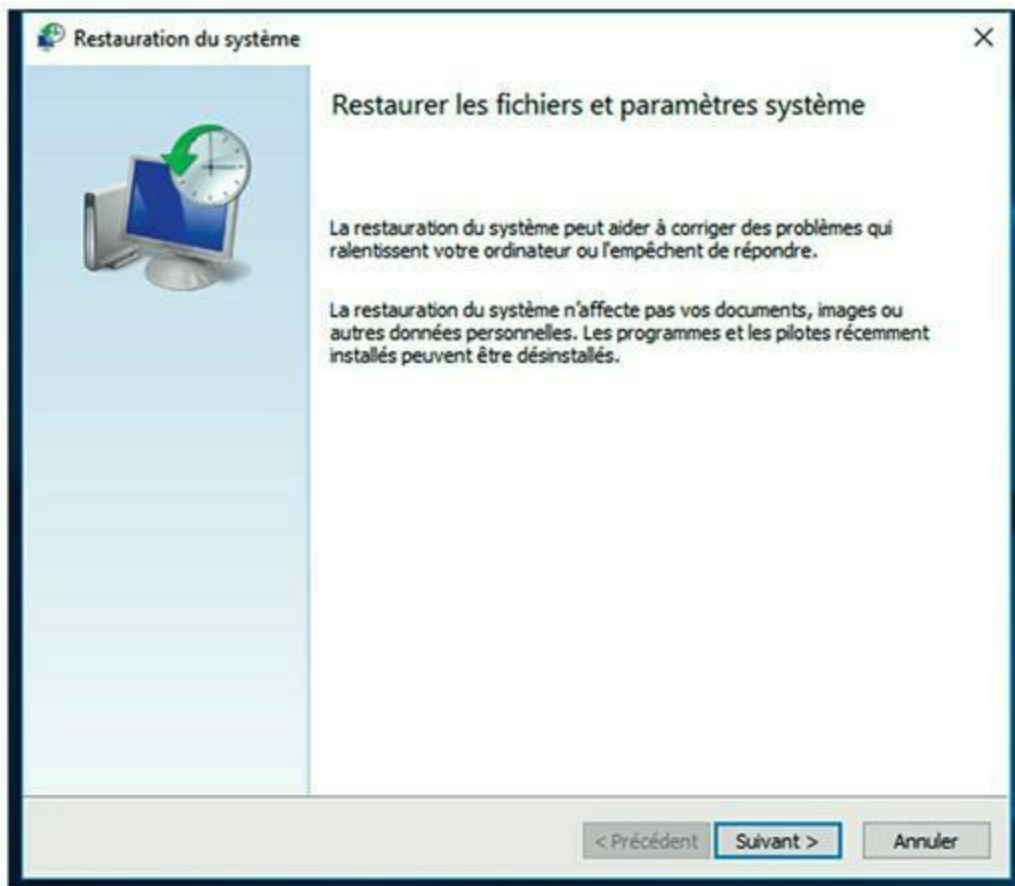 Restauration du système
Restaurer les fichiers et paramètres système
La restauration du système peut aider à corriger des problèmes qui
ralentissent votre ordinateur ou l'empêchent de répondre.
La restauration du système n'affecte pas vos documents, images ou
autres données personnelles. Les programmes et les pilotes récemment
installés peuvent être désinstallés.
< Précédent Suivant > Annuler